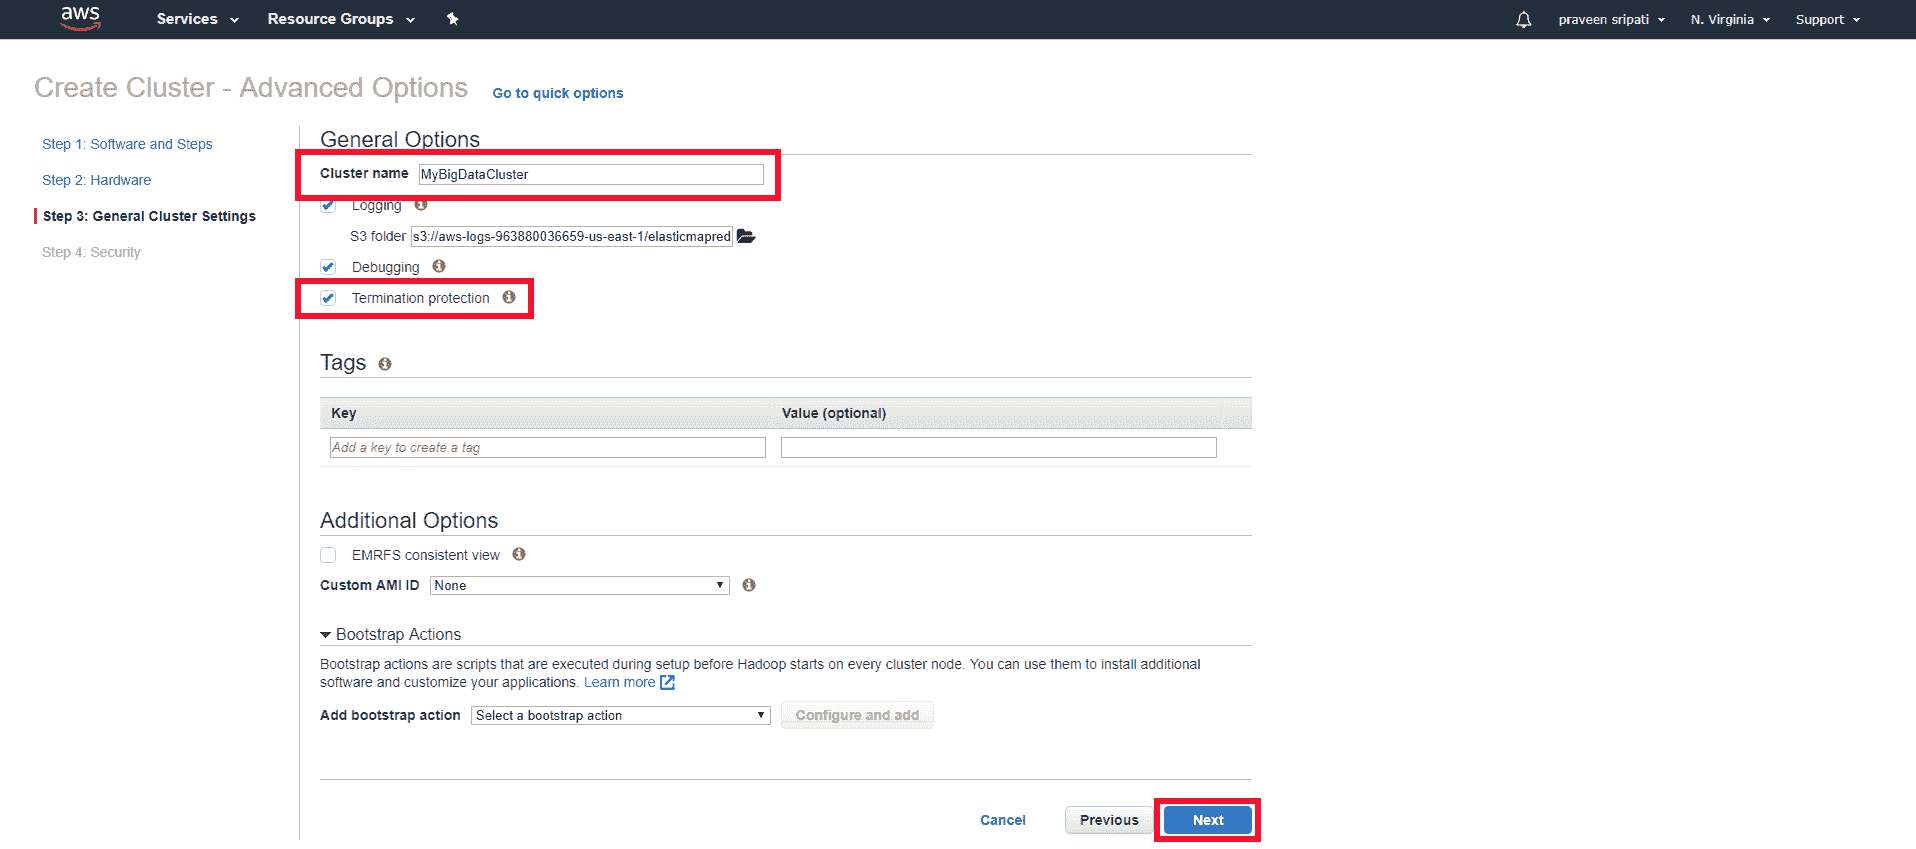 aws Services Resource Groups praveen sripati N. Virginia Support
Create Cluster - Advanced Options Go to quick options
Step 1: Software and Steps
Step 2: Hardware
Step 3: General Cluster Settings
Step 4: Security
General Options
Cluster name MyBigDataCluster
Logging
S3 folder s3://aws-logs-963880036659-us-east-1/elasticmapred
Debugging
Termination protection
Tags
Key Value (optional)
Add a key to create a tag
Additional Options
EMRFS consistent view
Custom AMI ID None
Bootstrap Actions
Bootstrap actions are scripts that are executed during setup before Hadoop starts on every cluster node. You can use them to install additional
software and customize your applications. Learn more
Add bootstrap action Select a bootstrap action Configure and add
Cancel Previous Next